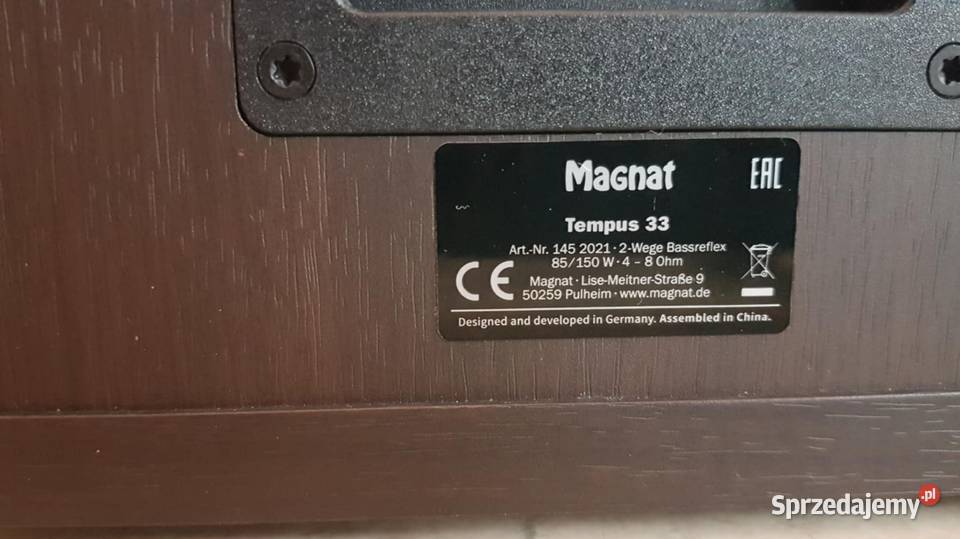 Magnat
EAC
Tempus 33
Art.-Nr. 145 2021 · 2-Wege Bassreflex
85/150 W · 4 – 8 Ohm
CE
Magnat · Lise-Meitner-Straße 9
50259 Pulheim · www.magnat.de
Designed and developed in Germany. Assembled in China.
Sprzedajemy.pl